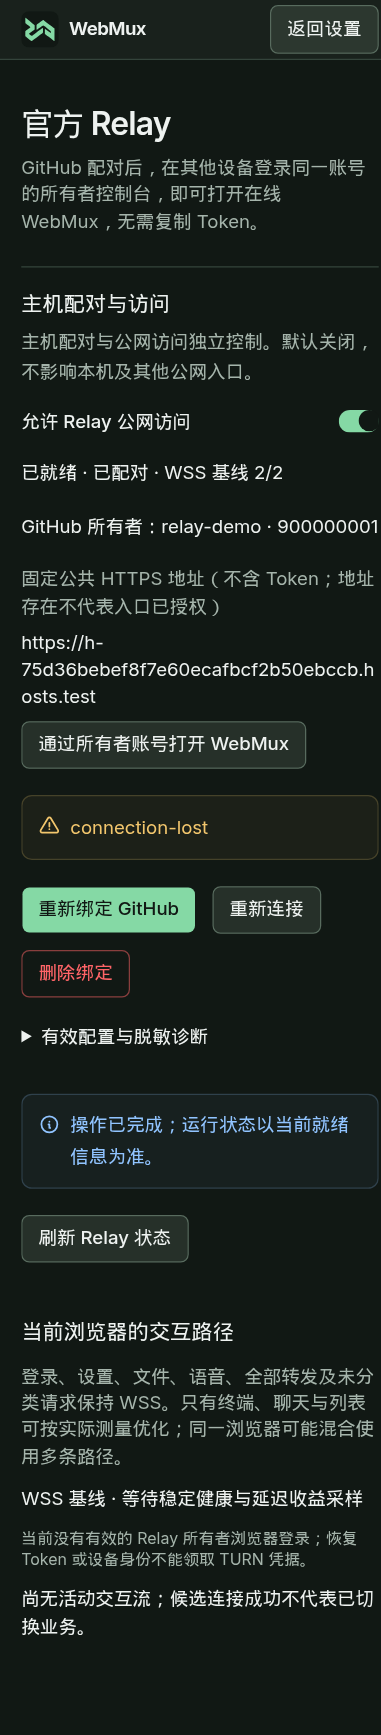 WebMux
返回设置
官方 Relay
GitHub 配对后，在其他设备登录同一账号
的所有者控制台，即可打开在线
WebMux，无需复制 Token。
主机配对与访问
主机配对与公网访问独立控制。默认关闭，
不影响本机及其他公网入口。
允许 Relay 公网访问
已就绪 · 已配对 · WSS 基线 2/2
GitHub 所有者：relay-demo · 900000001
固定公共 HTTPS 地址（不含 Token；地址
存在不代表入口已授权）
https://h-
75d36bebef8f7e60ecafbcf2b50ebccb.h
osts.test
通过所有者账号打开 WebMux
connection-lost
重新绑定 GitHub
重新连接
删除绑定
有效配置与脱敏诊断
操作已完成；运行状态以当前就绪
信息为准。
刷新 Relay 状态
当前浏览器的交互路径
登录、设置、文件、语音、全部转发及未分
类请求保持 WSS。只有终端、聊天与列表
可按实际测量优化；同一浏览器可能混合使
用多条路径。
WSS 基线 · 等待稳定健康与延迟收益采样
当前没有有效的 Relay 所有者浏览器登录；恢复
Token 或设备身份不能领取 TURN 凭据。
尚无活动交互流；候选连接成功不代表已切
换业务。